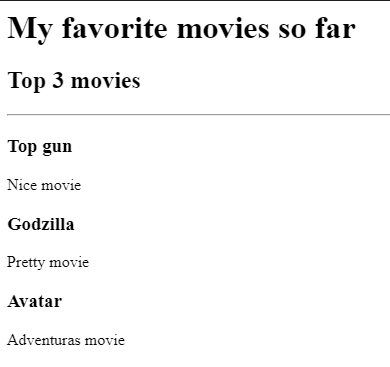 My favorite movies so far
Top 3 movies
Top gun
Nice movie
Godzilla
Pretty movie
Avatar
Adventuras movie